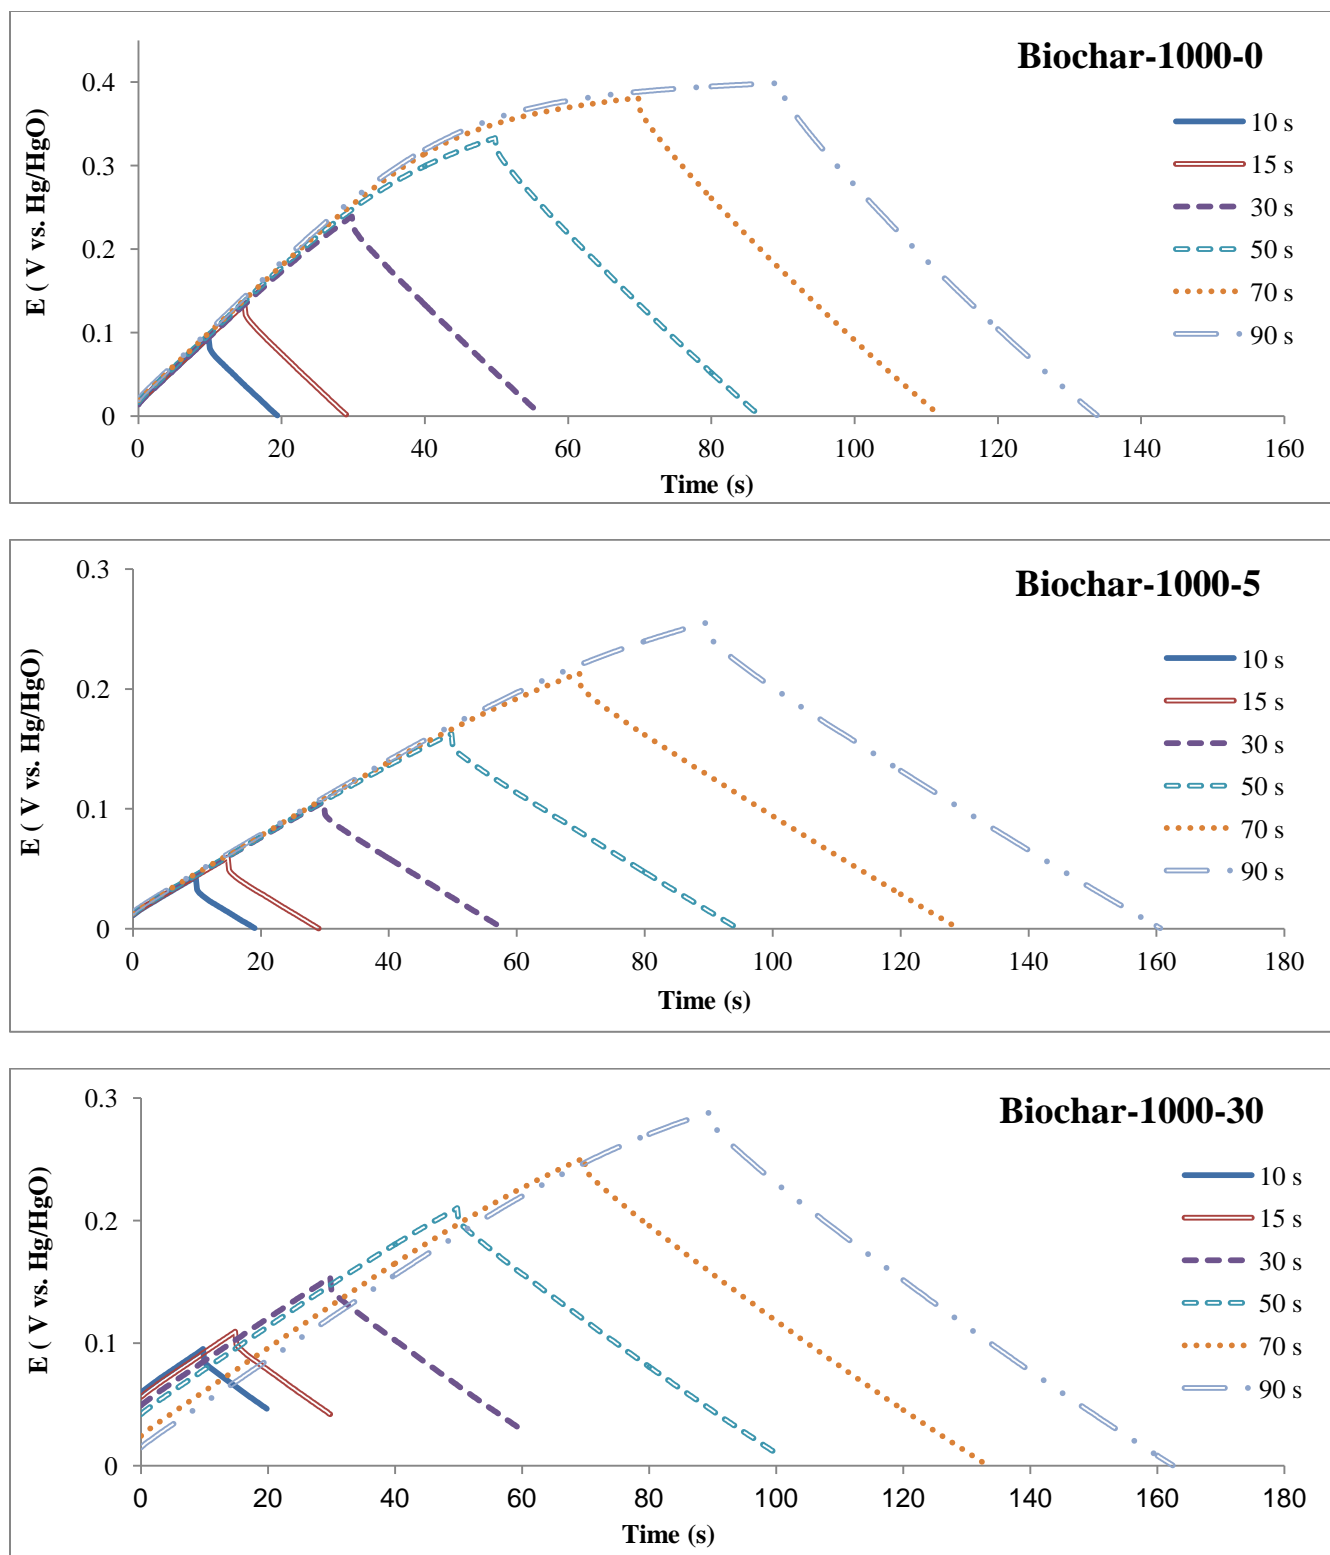 Biochar-1000-0
E ( V vs. Hg/HgO)
0.4
0.3
0.2
0.1
0
10 s
15 s
30 s
50 s
70 s
90 s
0 20 40 60 80 100 120 140 160
Time (s)
Biochar-1000-5
E ( V vs. Hg/HgO)
0.3
0.2
0.1
0
10 s
15 s
30 s
50 s
70 s
90 s
0 20 40 60 80 100 120 140 160 180
Time (s)
Biochar-1000-30
E ( V vs. Hg/HgO)
0.3
0.2
0.1
0
10 s
15 s
30 s
50 s
70 s
90 s
0 20 40 60 80 100 120 140 160 180
Time (s)